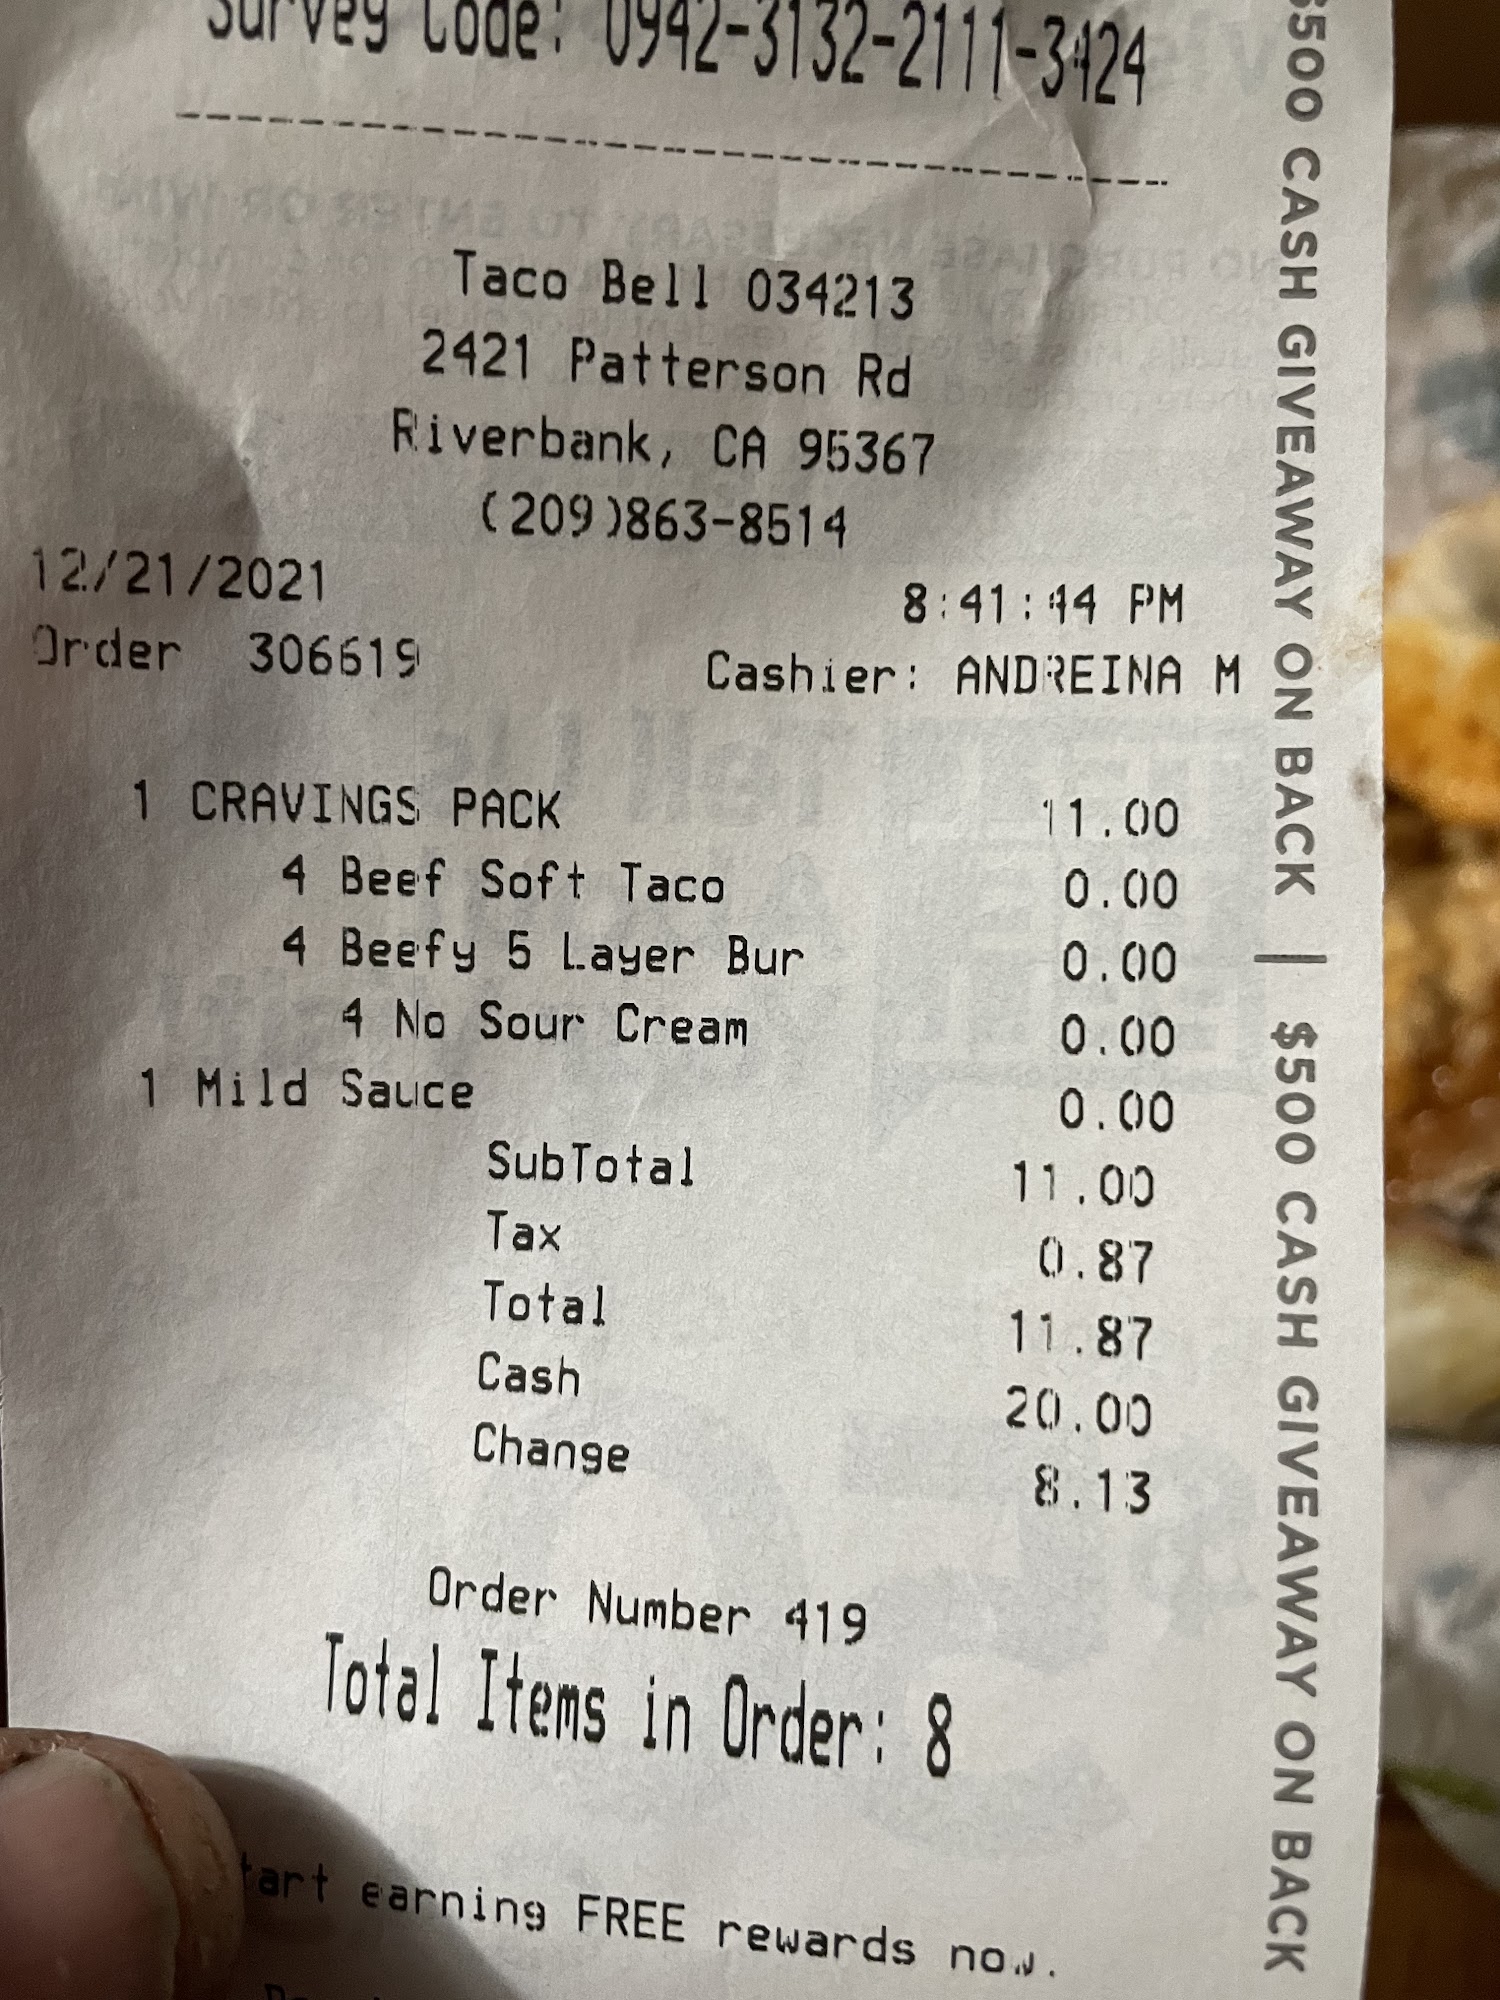 Survey Code: 0942-3132-2111-3424
Taco Bell 034213
2421 Patterson Rd
Riverbank, CA 95367
(209)863-8514
12/21/2021 8:41:44 PM
Order 306619 Cashier: ANDREINA M
1 CRAVINGS PACK 11.00
4 Beef Soft Taco 0.00
4 Beefy 5 Layer Bur 0.00
4 No Sour Cream 0.00
1 Mild Sauce 0.00
SubTotal 11.00
Tax 0.87
Total 11.87
Cash 20.00
Change 8.13
Order Number 419
Total Items in Order: 8
tart earning FREE rewards now.
$500 CASH GIVEAWAY ON BACK | $500 CASH GIVEAWAY ON BACK